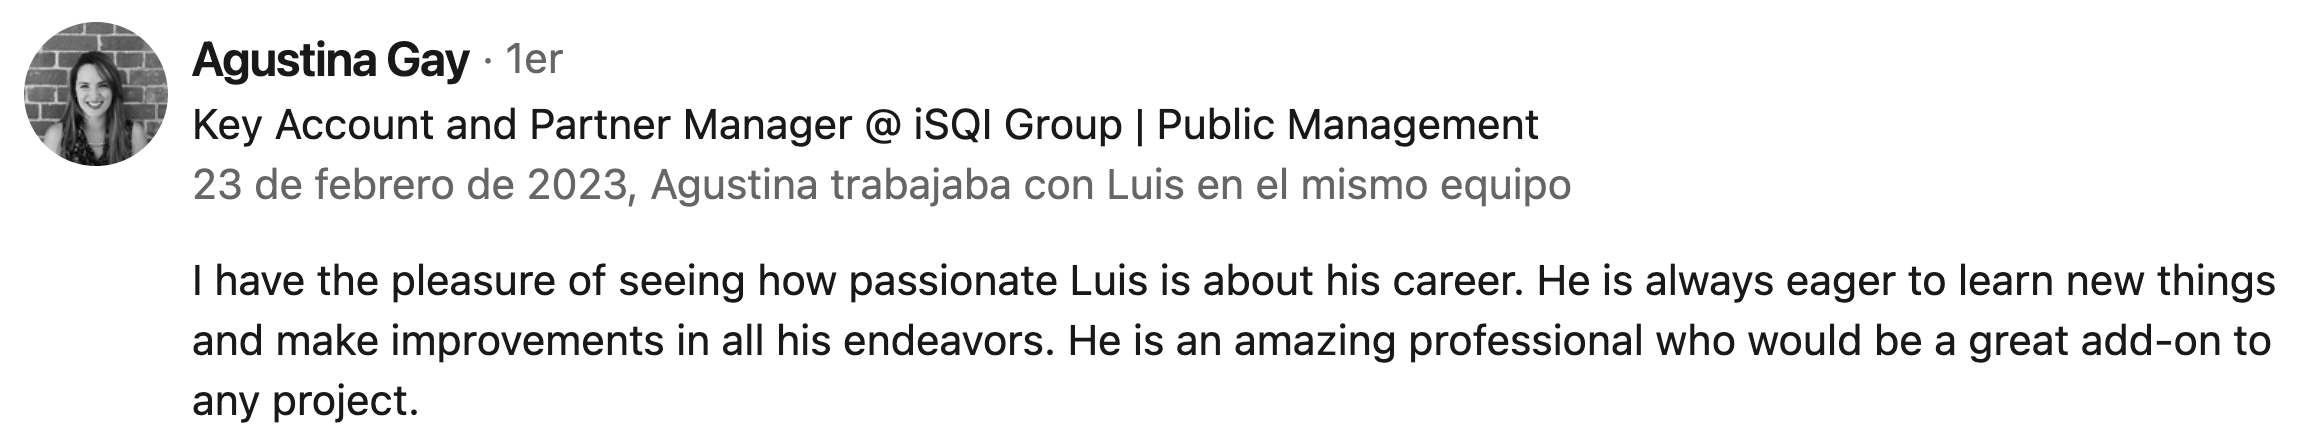 Agustina Gay · 1er
Key Account and Partner Manager @ iSQI Group | Public Management
23 de febrero de 2023, Agustina trabajaba con Luis en el mismo equipo
I have the pleasure of seeing how passionate Luis is about his career. He is always eager to learn new things
and make improvements in all his endeavors. He is an amazing professional who would be a great add-on to
any project.